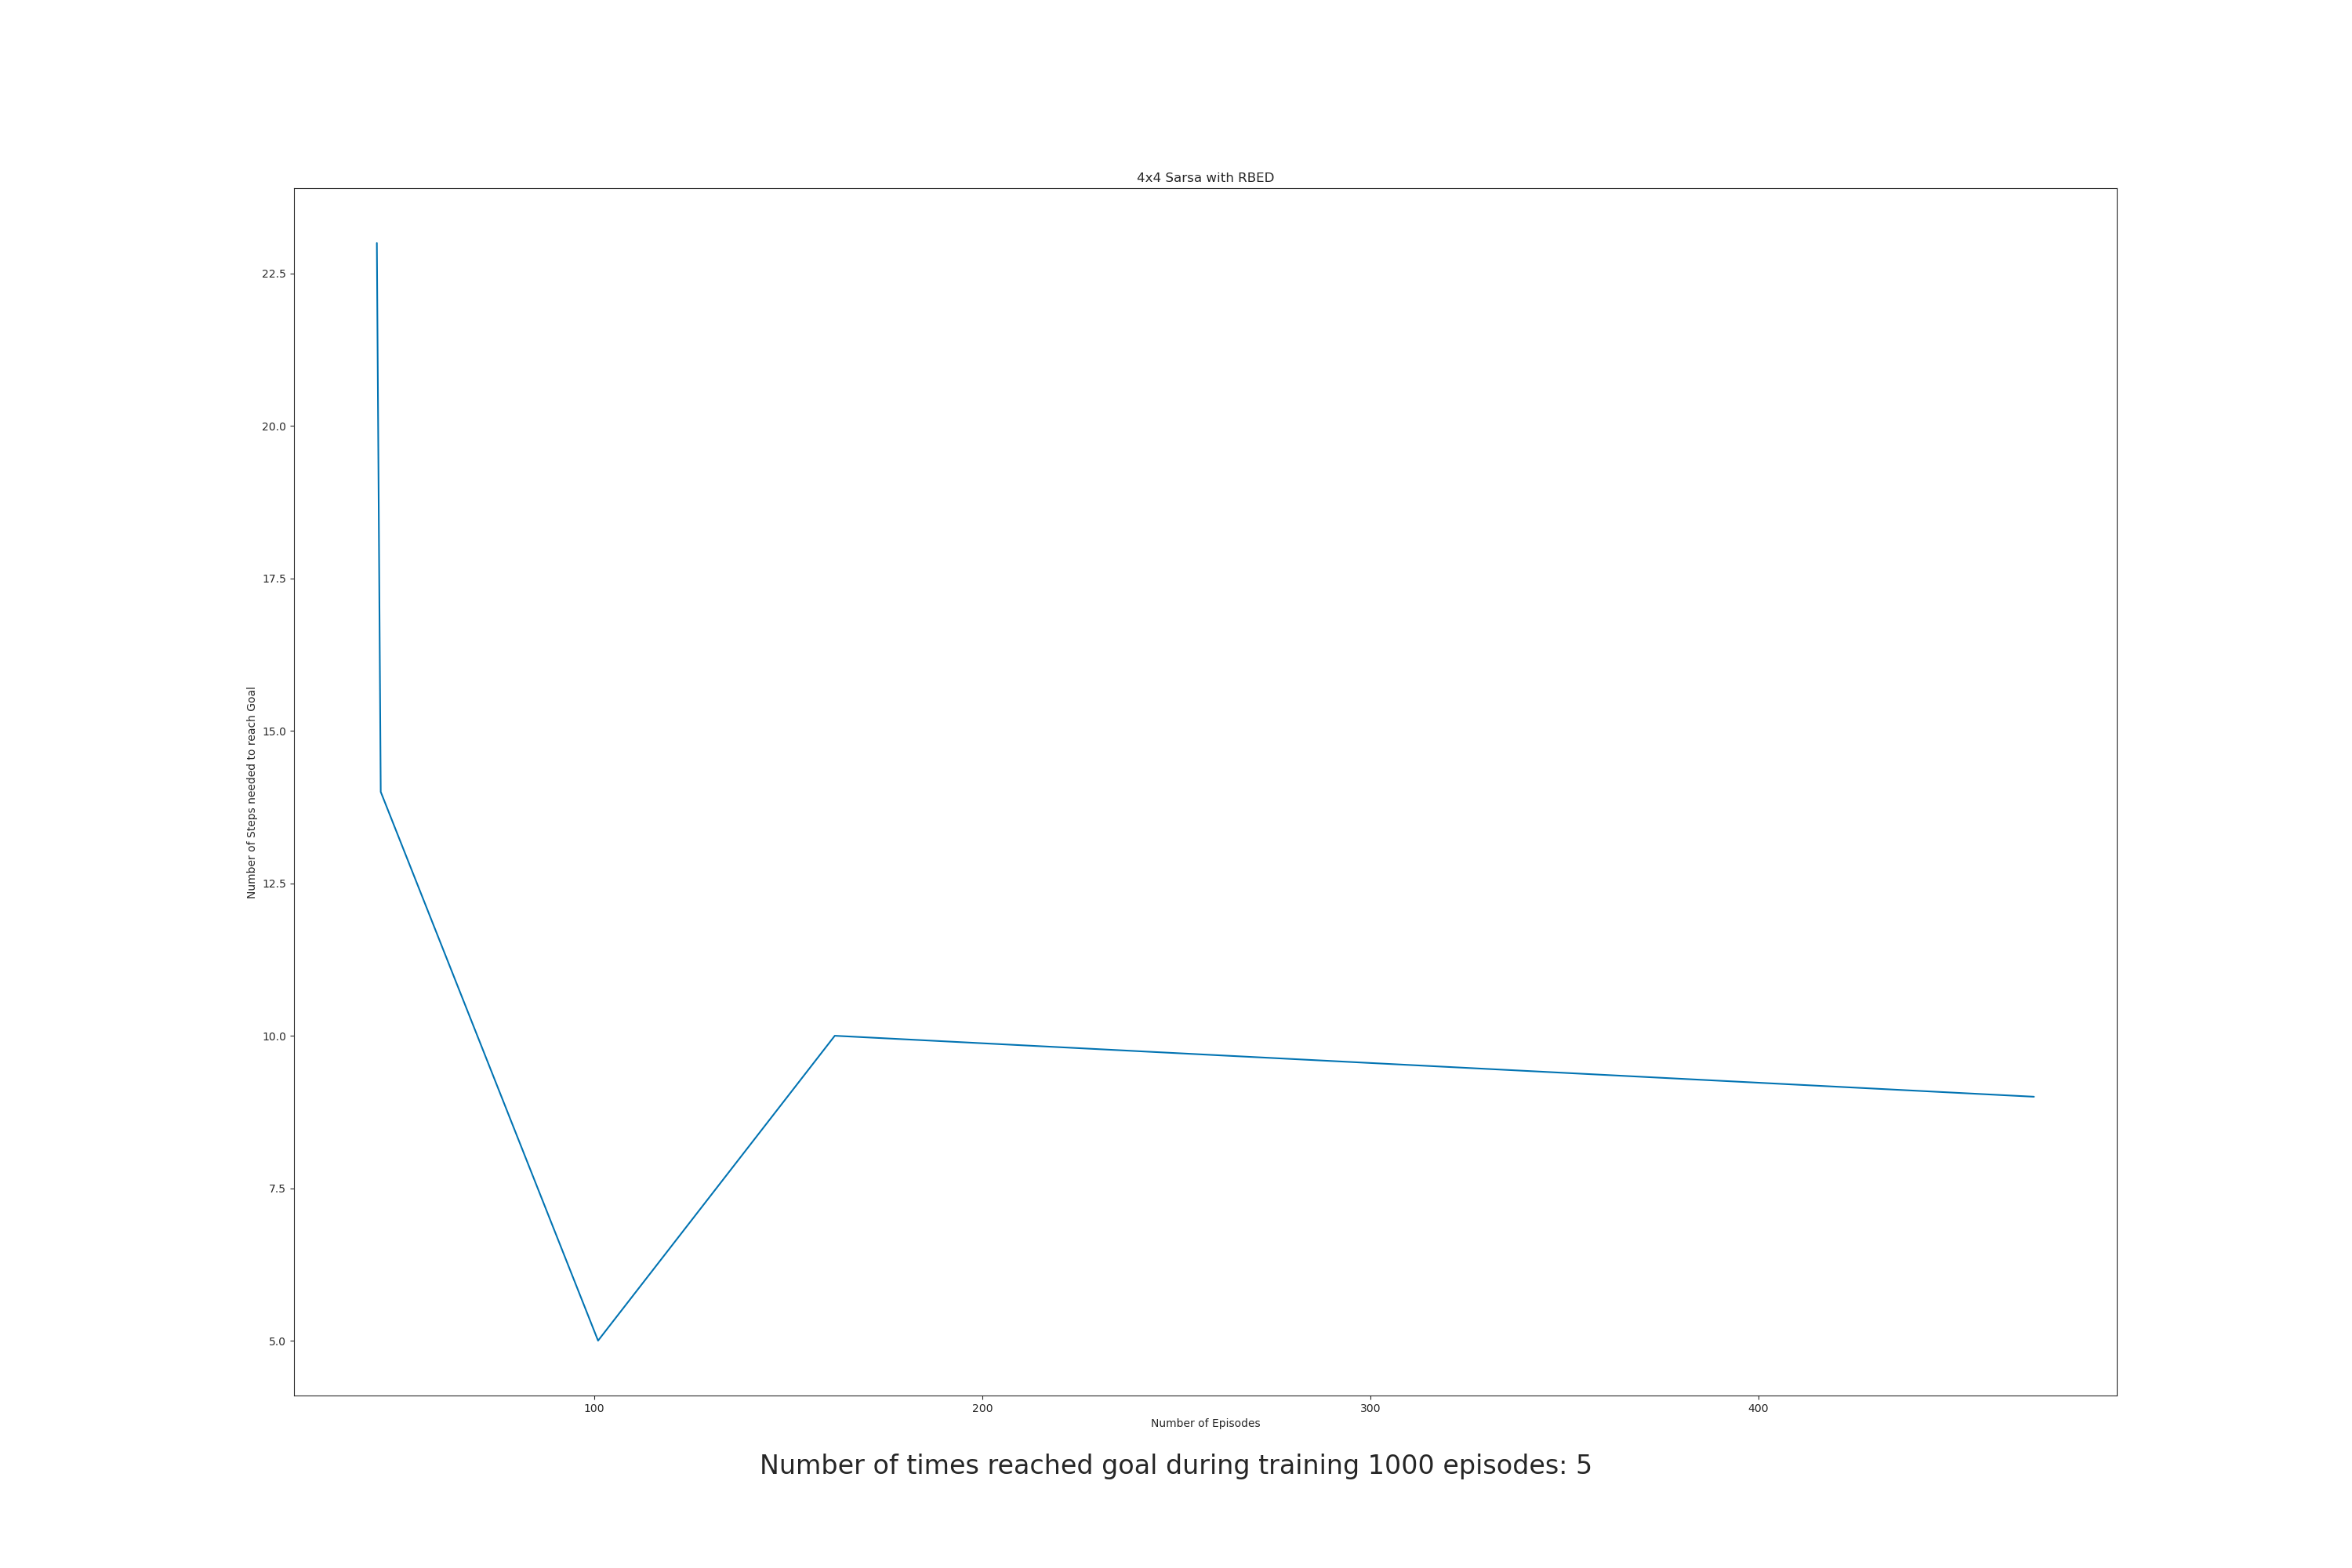 4x4 Sarsa with RBED
22.5
20.0
17.5
15.0
12.5
10.0
7.5
5.0
Number of Steps needed to reach Goal
100 200 300 400
Number of Episodes
Number of times reached goal during training 1000 episodes: 5